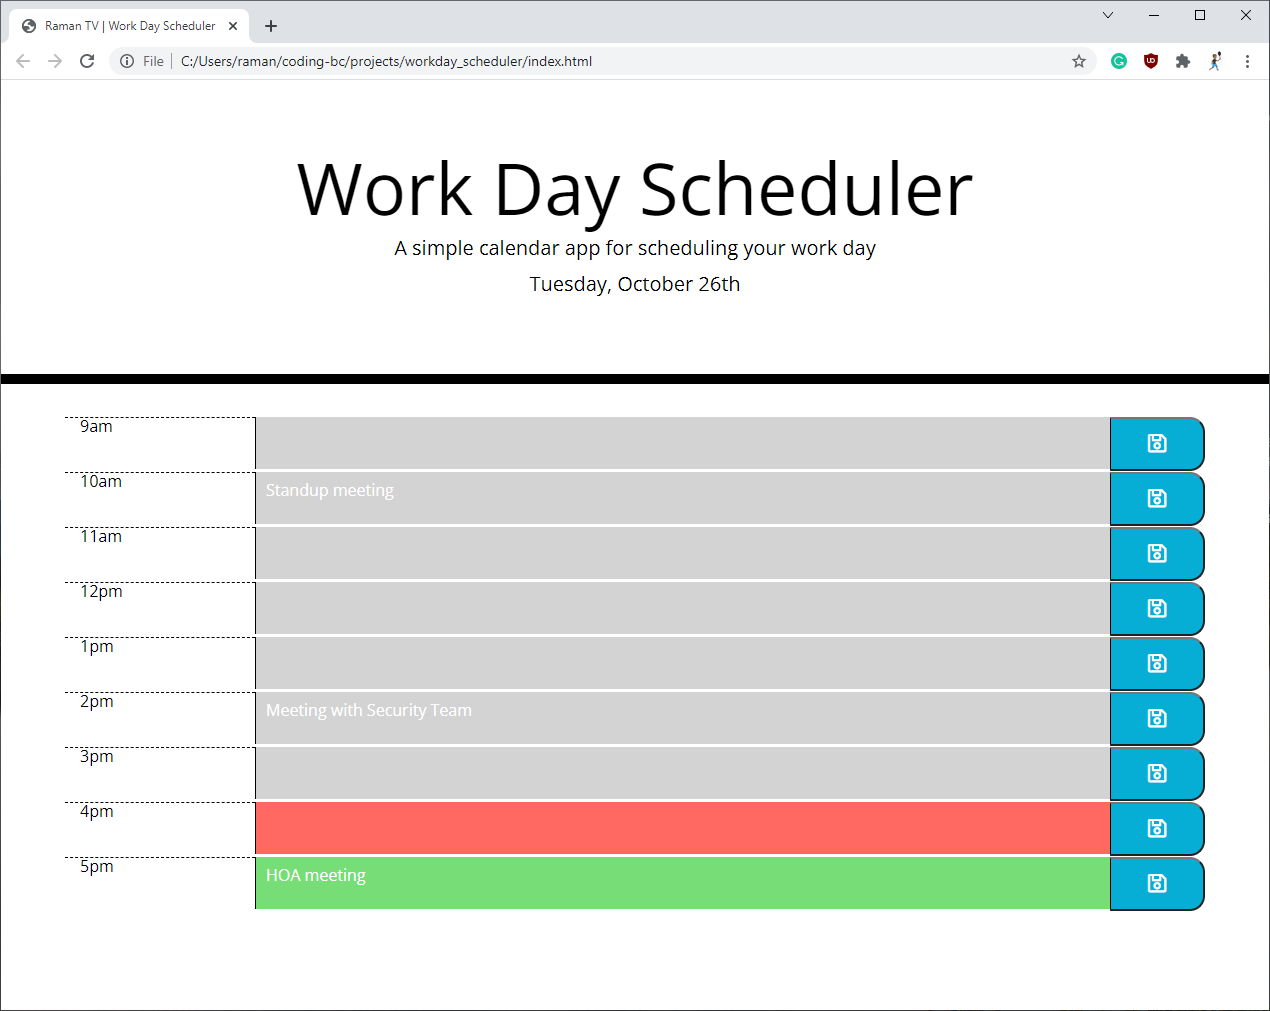 Raman TV | Work Day Scheduler
File | C:/Users/raman/coding-bc/projects/workday_scheduler/index.html
Work Day Scheduler
A simple calendar app for scheduling your work day
Tuesday, October 26th
9am
10am Standup meeting
11am
12pm
1pm
2pm Meeting with Security Team
3pm
4pm
5pm HOA meeting